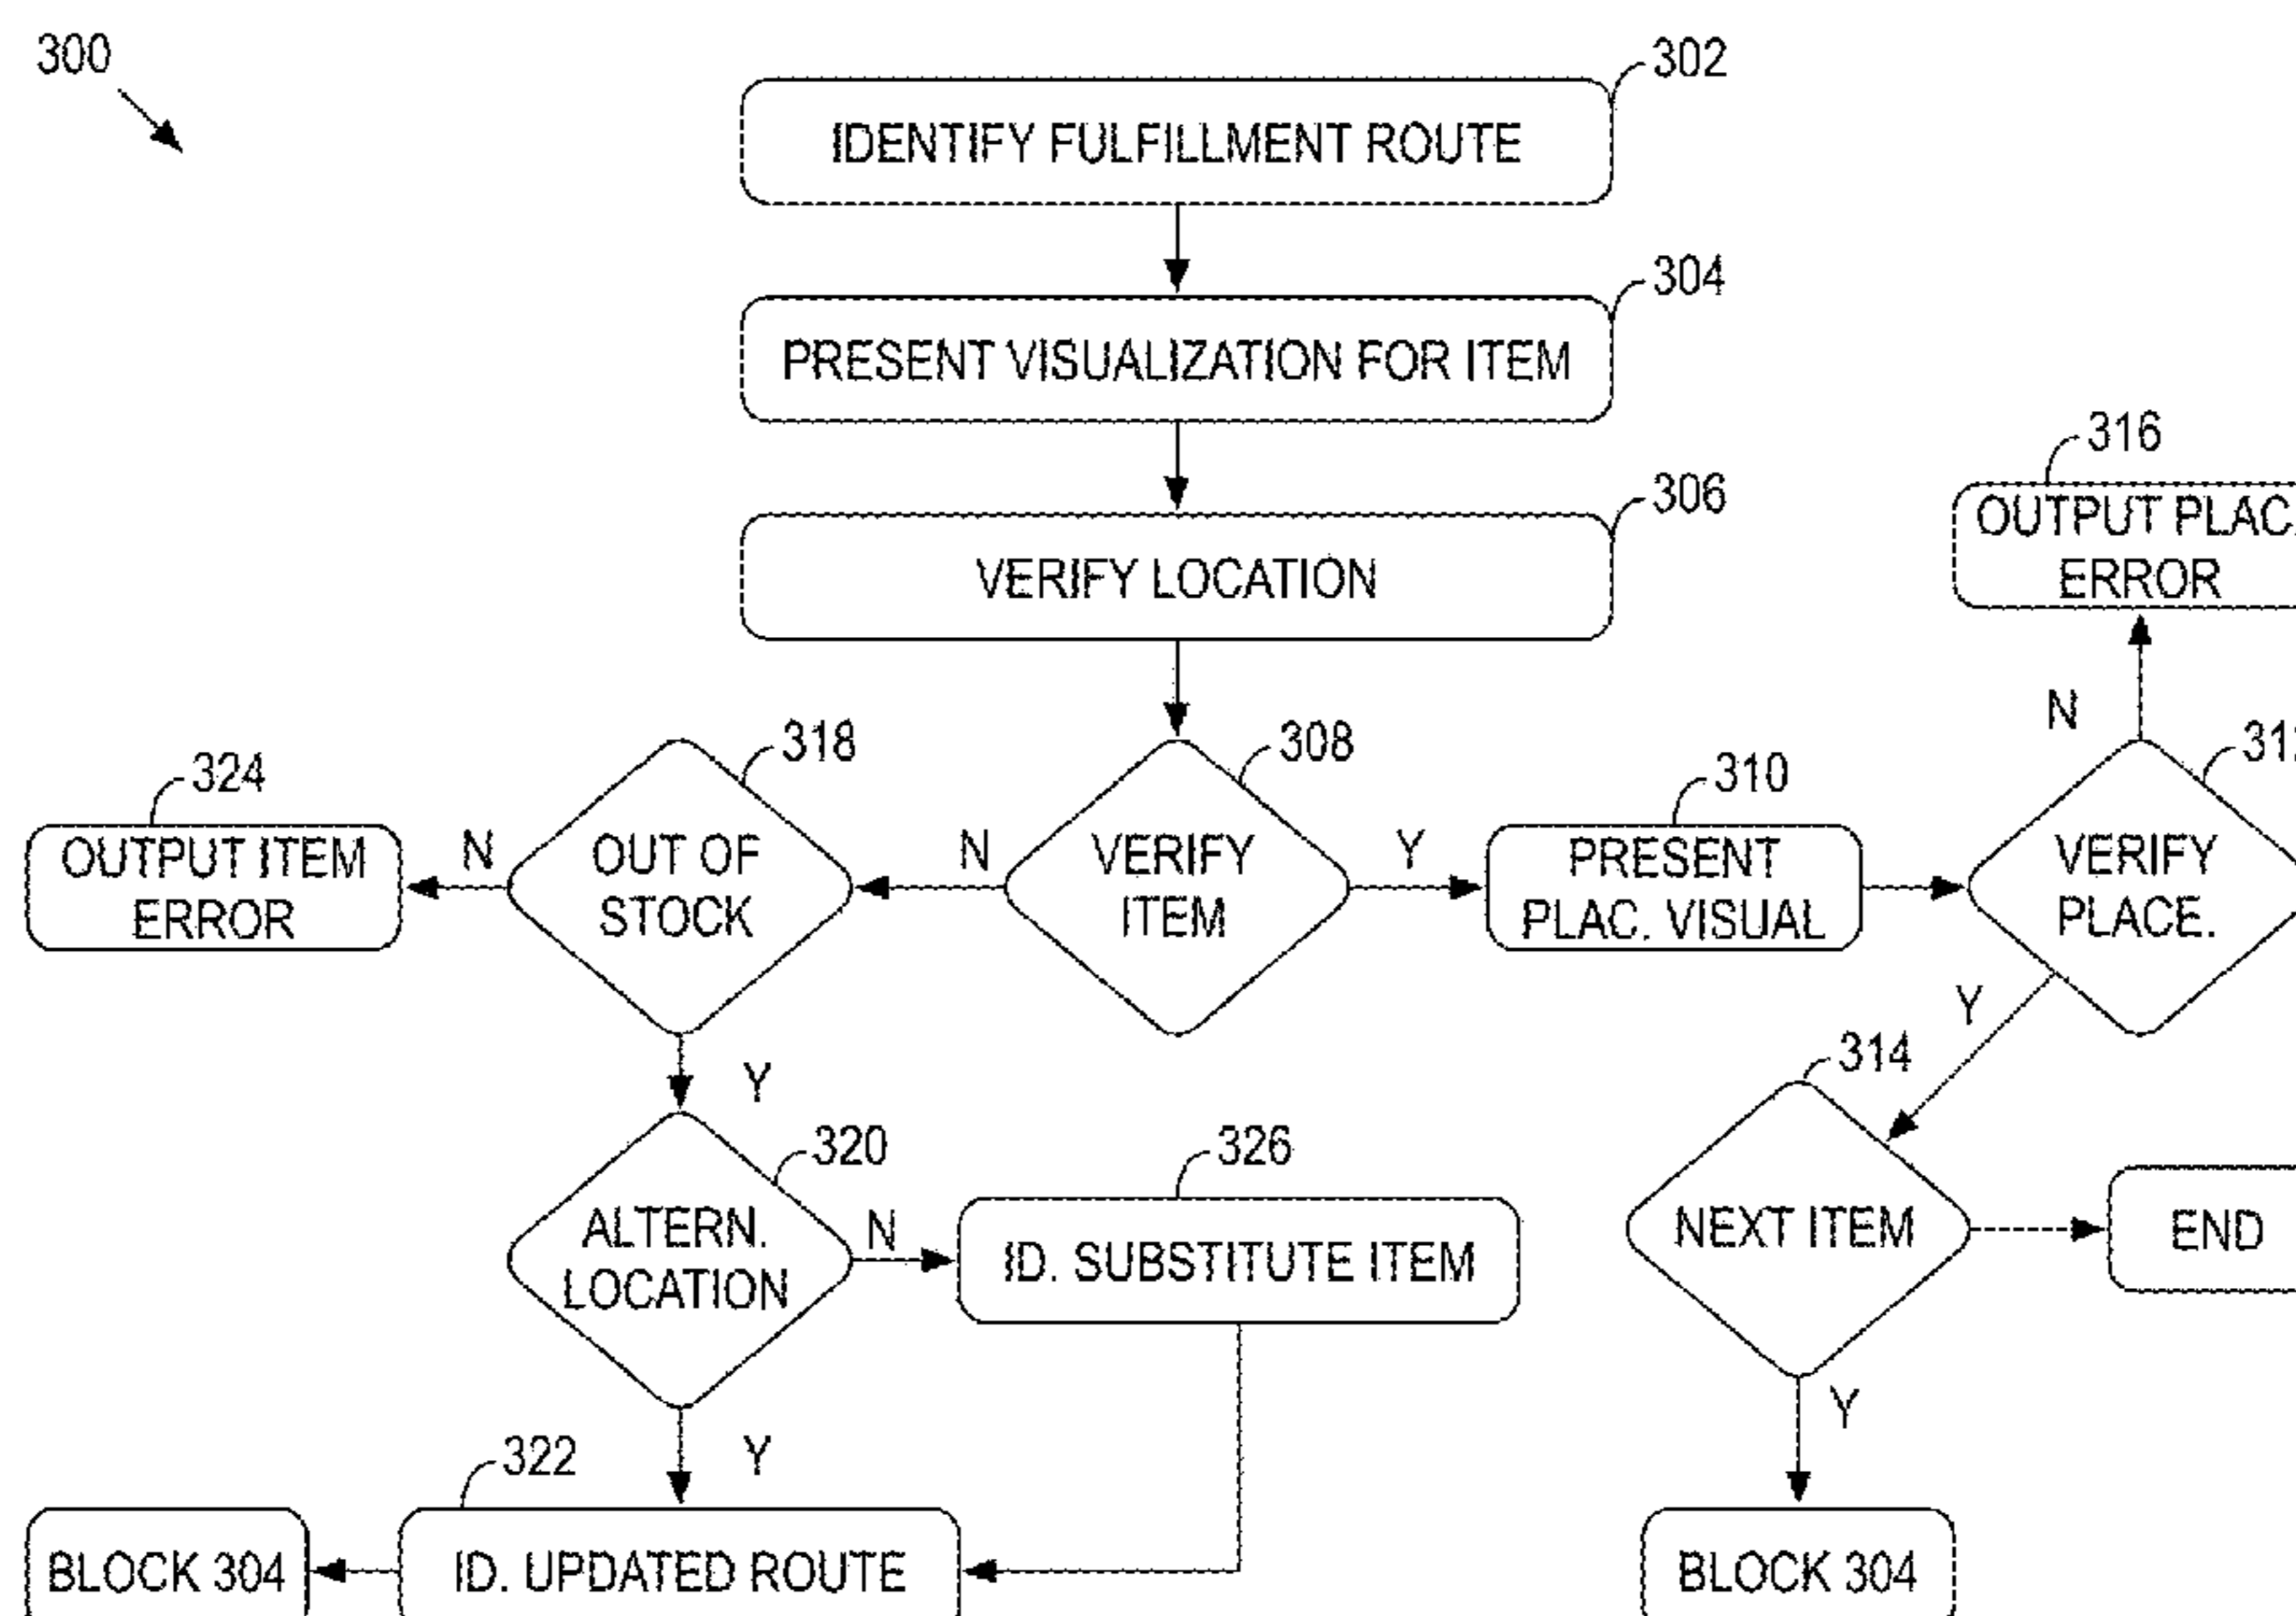 300
302
IDENTIFY FULFILLMENT ROUTE
304
PRESENT VISUALIZATION FOR ITEM
306
VERIFY LOCATION
316
OUTPUT PLAC.
ERROR
N
324
OUTPUT ITEM
ERROR
N
318
OUT OF
STOCK
N
308
VERIFY
ITEM
Y
310
PRESENT
PLAC. VISUAL
VERIFY
PLACE.
Y
Y
314
NEXT ITEM
END
320
ALTERN.
LOCATION
N
326
ID. SUBSTITUTE ITEM
Y
Y
322
BLOCK 304
ID. UPDATED ROUTE
BLOCK 304